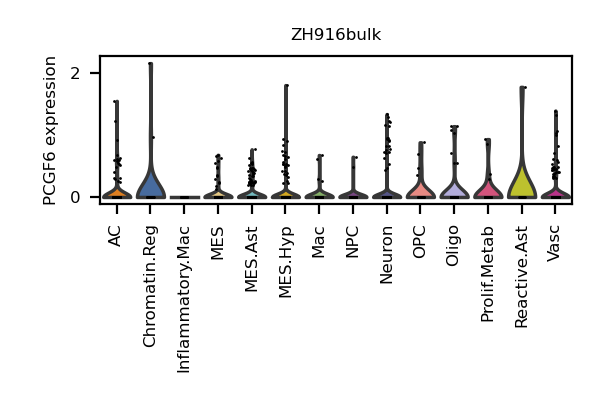 ZH916bulk
PCGF6 expression
2
0
AC
Chromatin.Reg
Inflammatory.Mac
MES
MES.Ast
MES.Hyp
Mac
NPC
Neuron
OPC
Oligo
Prolif.Metab
Reactive.Ast
Vasc